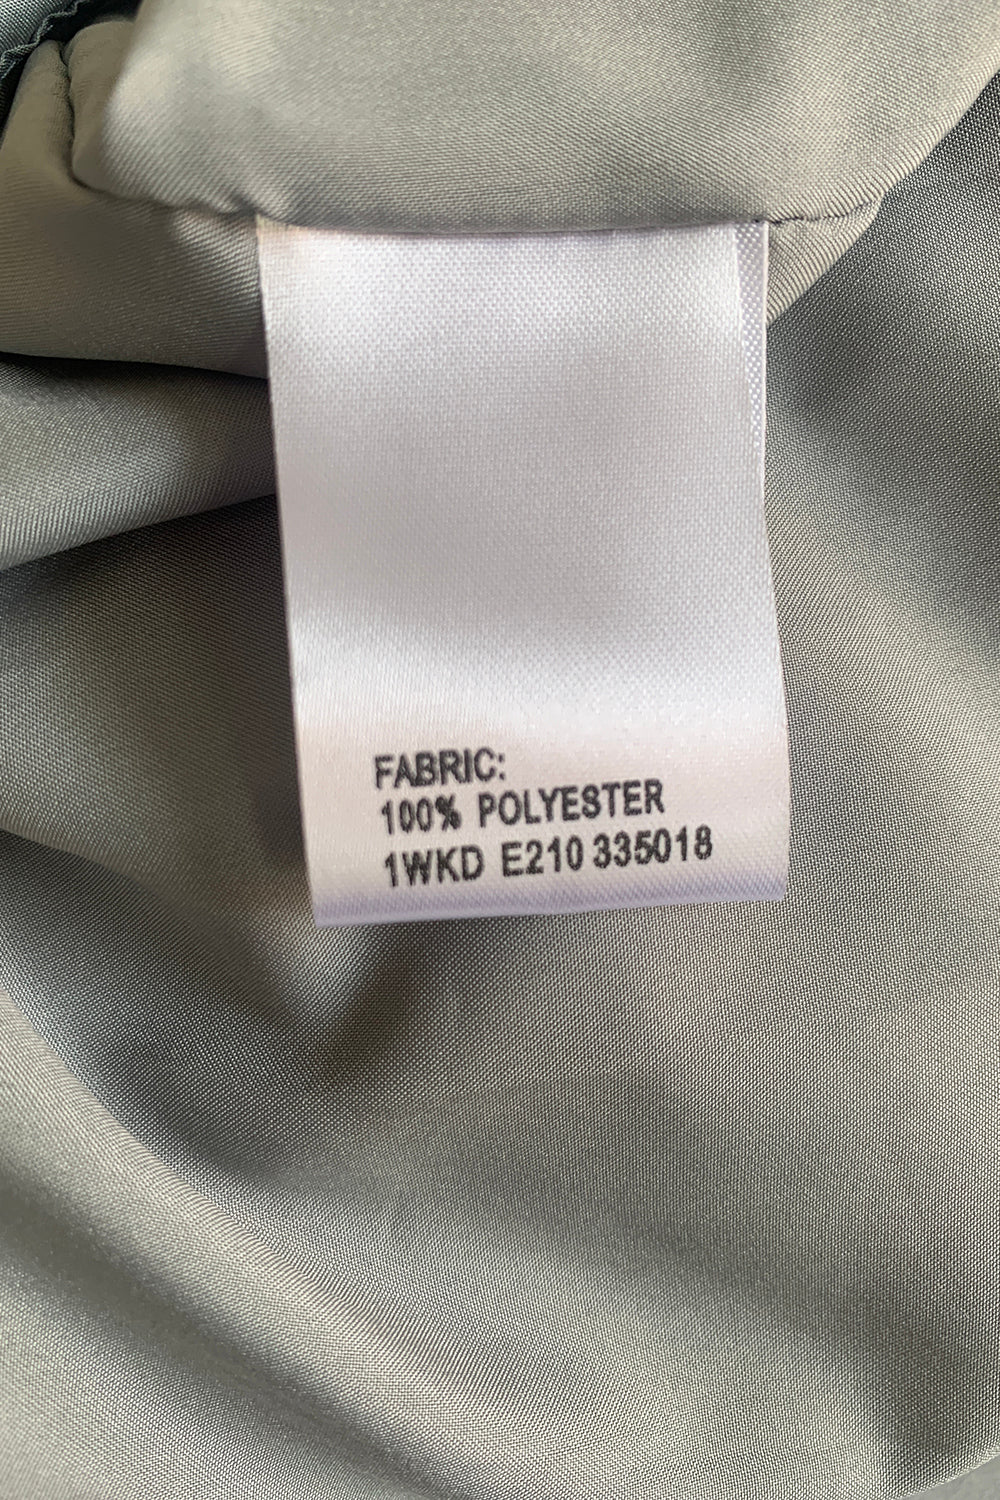 FABRIC:
100% POLYESTER
1WKD E210 335018